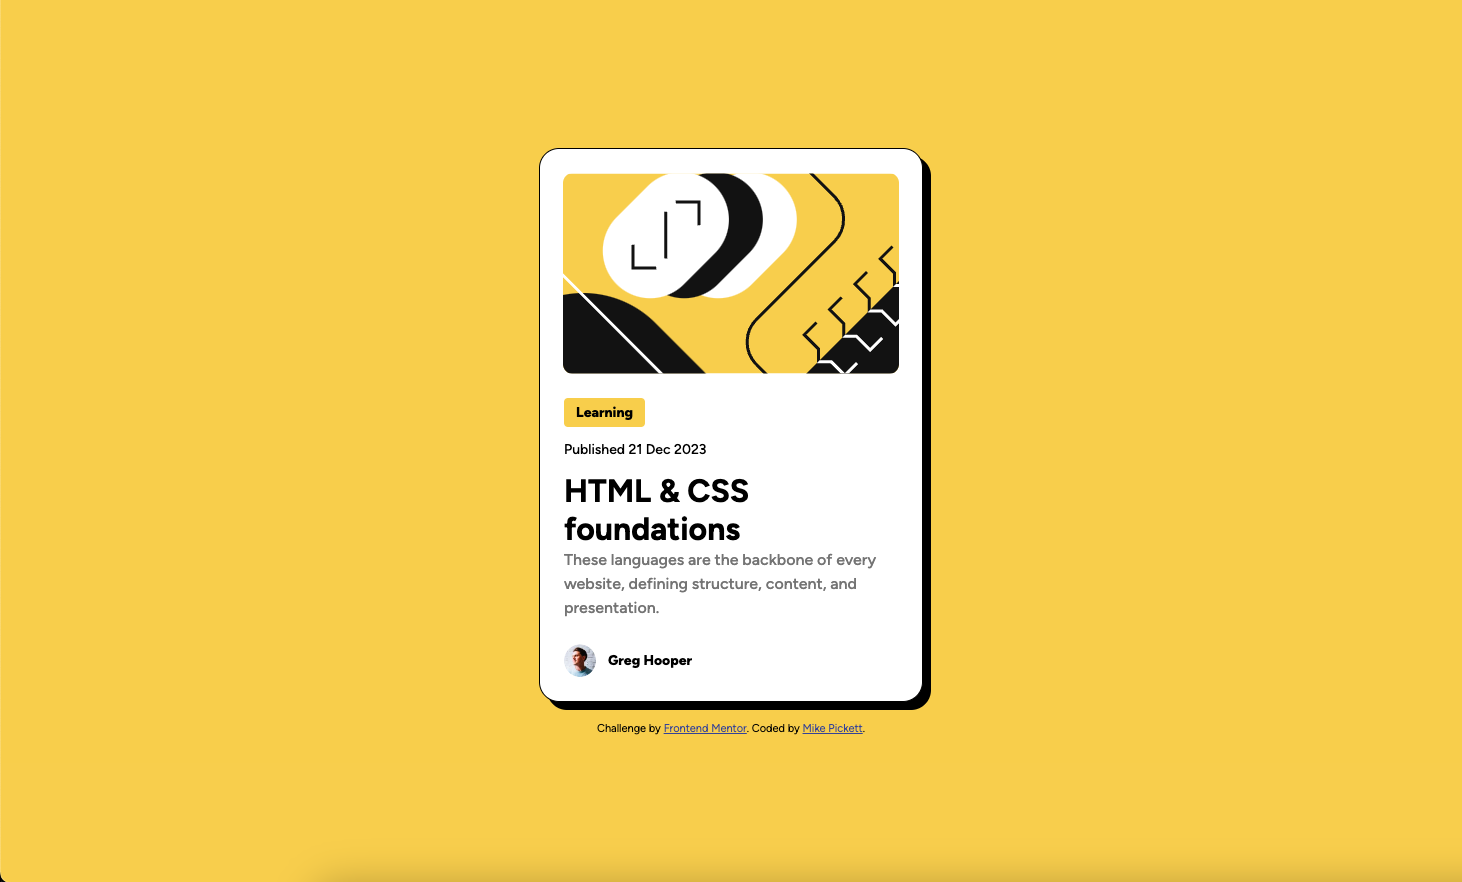 Learning
Published 21 Dec 2023
HTML & CSS
foundations
These languages are the backbone of every
website, defining structure, content, and
presentation.
Greg Hooper
Challenge by Frontend Mentor. Coded by Mike Pickett.